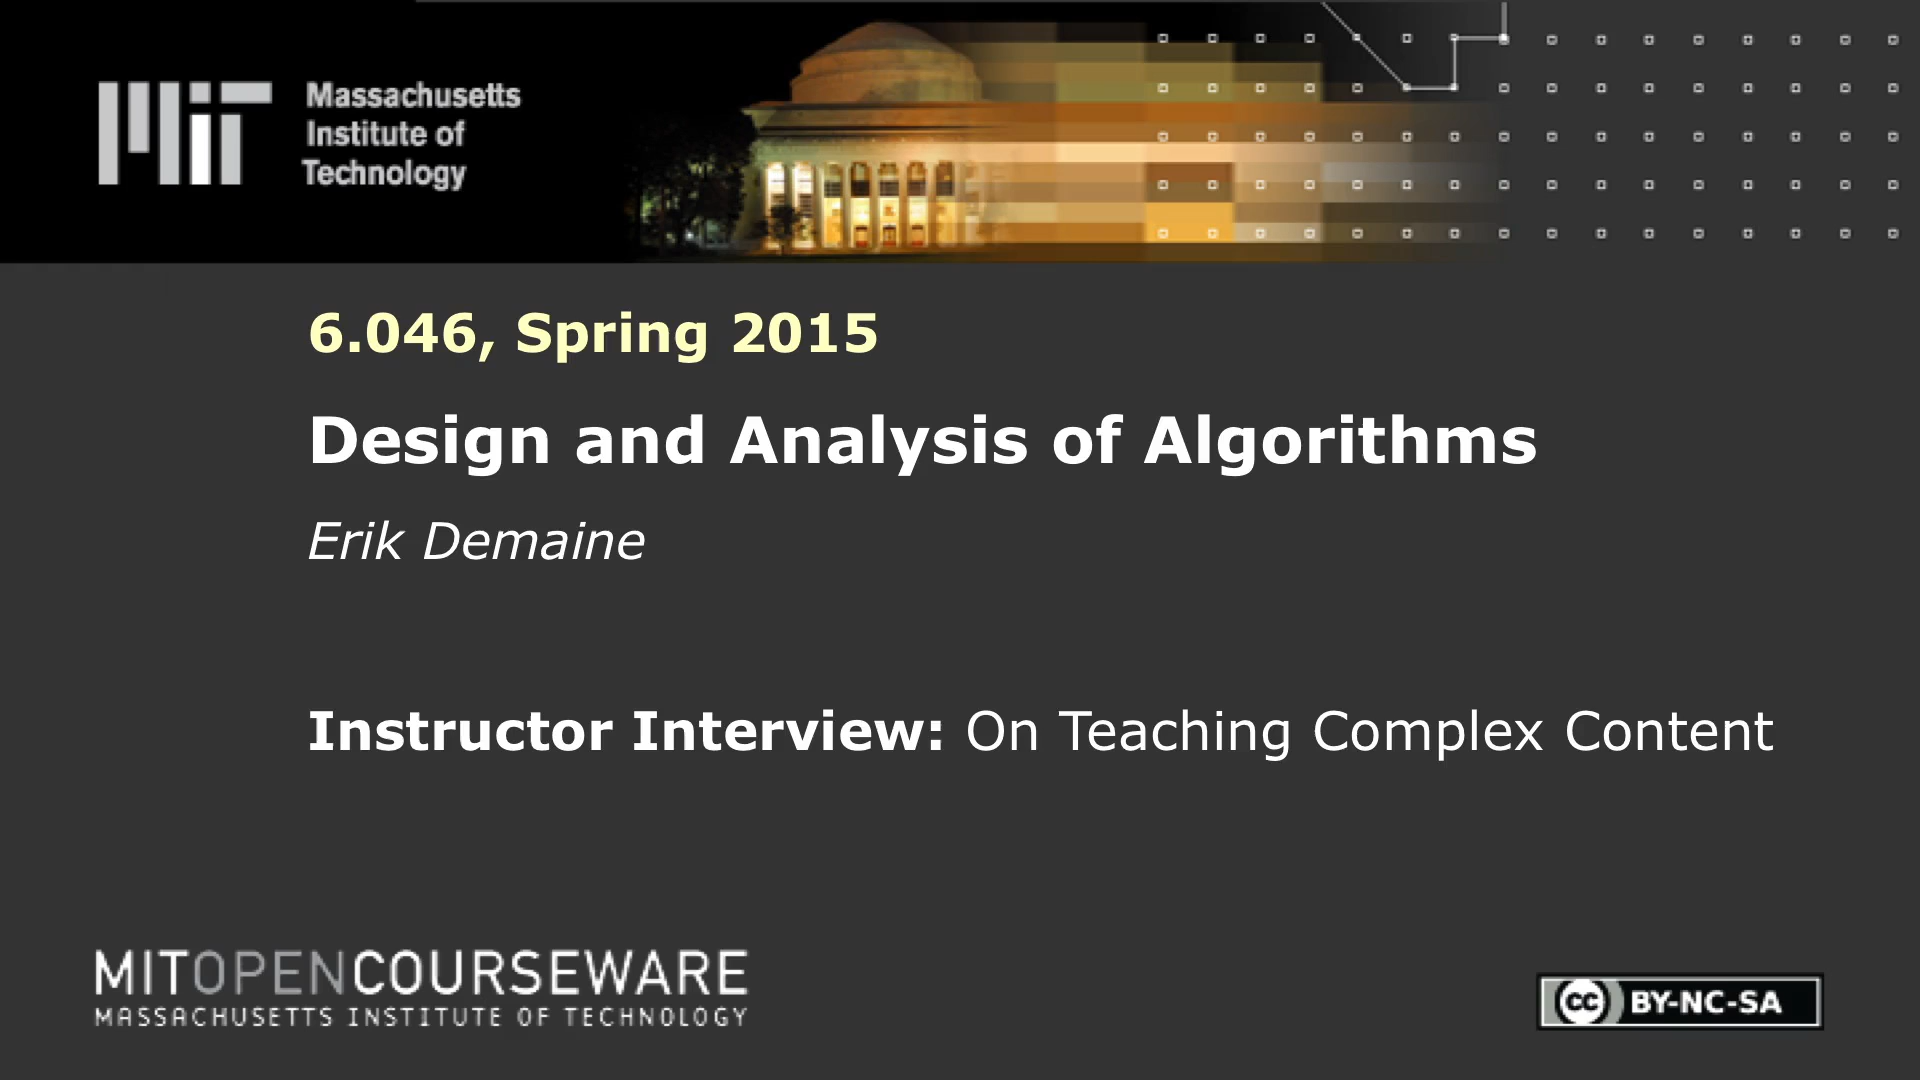 Massachusetts
Institute of
Technology
6.046, Spring 2015
Design and Analysis of Algorithms
Erik Demaine
Instructor Interview: On Teaching Complex Content
MITOPENCOURSEWARE
MASSACHUSETTS INSTITUTE OF TECHNOLOGY
cc BY-NC-SA